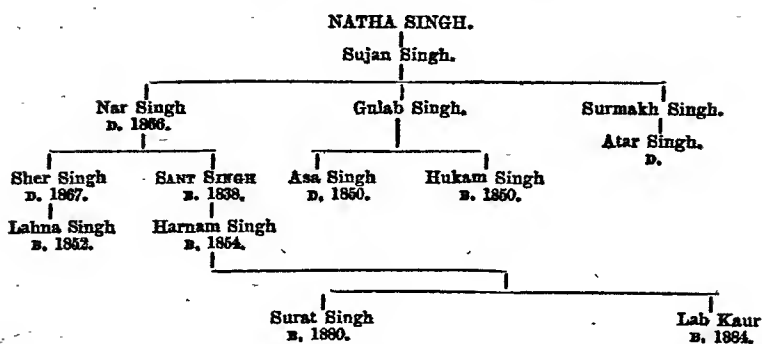 NATHA SINGH.
Sujan Singh.
Nar Singh Gulab Singh. Surmakh Singh.
D. 1866. Atar Singh.
D.
Sher Singh SANT SINGH Asa Singh Hukam Singh
D. 1867. B. 1838. D. 1850. B. 1850.
Lahna Singh Harnam Singh
B. 1852. B. 1854.
Surat Singh Lab Kaur
B. 1880. B. 1884.